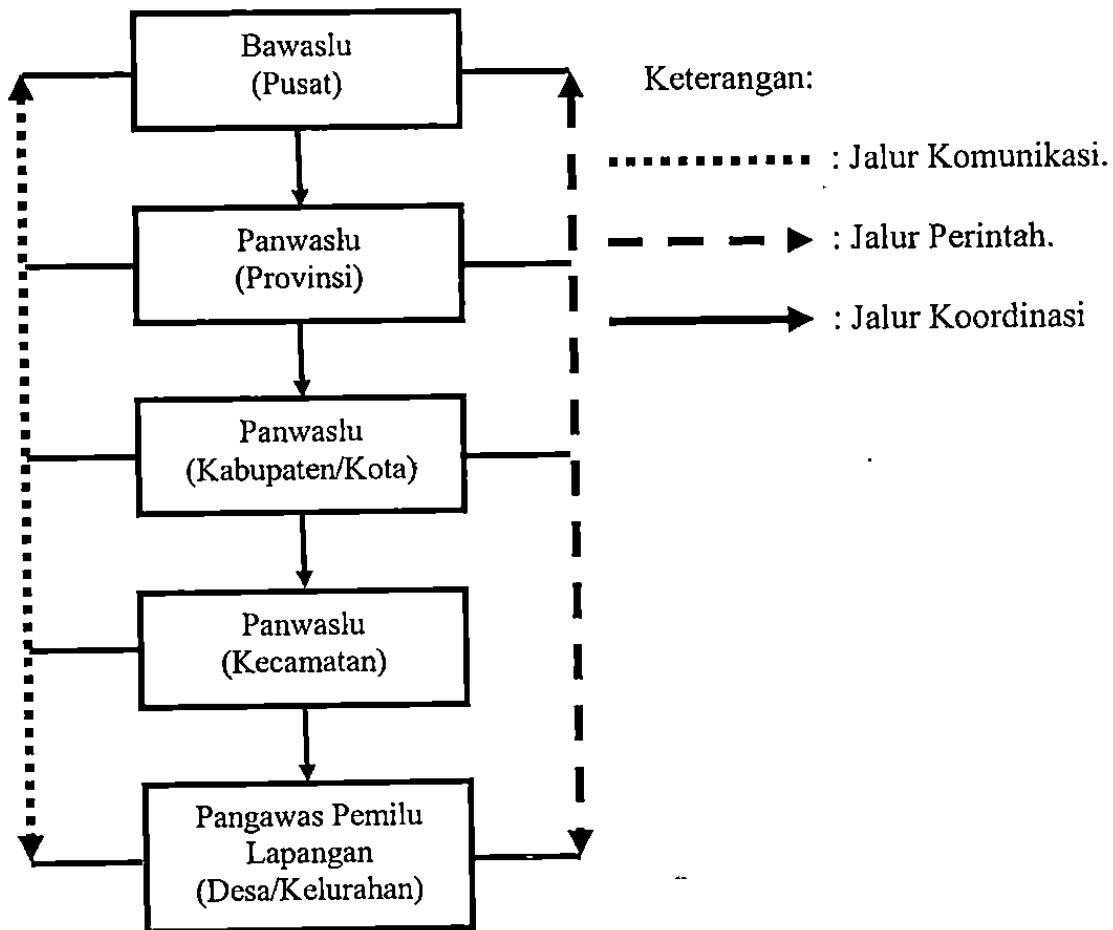 Bawaslu
(Pusat)
Keterangan:
: Jalur Komunikasi.
Panwaslu
(Provinsi)
: Jalur Perintah.
: Jalur Koordinasi
Panwaslu
(Kabupaten/Kota)
Panwaslu
(Kecamatan)
Pangawas Pemilu
Lapangan
(Desa/Kelurahan)